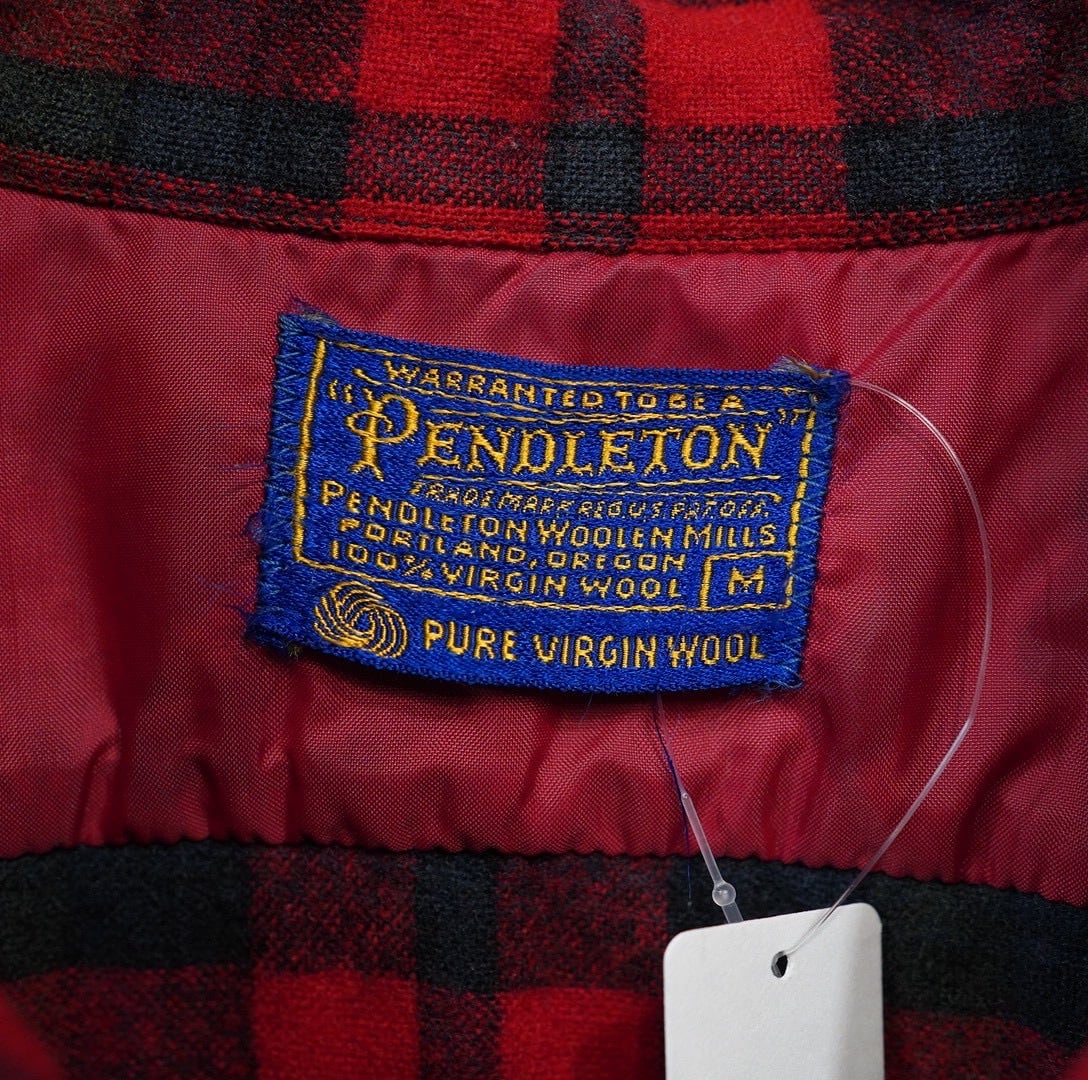 WARRANTED TO BE A
"PENDLETON"
TRADE MARK REG U.S. PAT. OFF.
PENDLETON WOOLEN MILLS
PORTLAND, OREGON
100% VIRGIN WOOL M
PURE VIRGIN WOOL